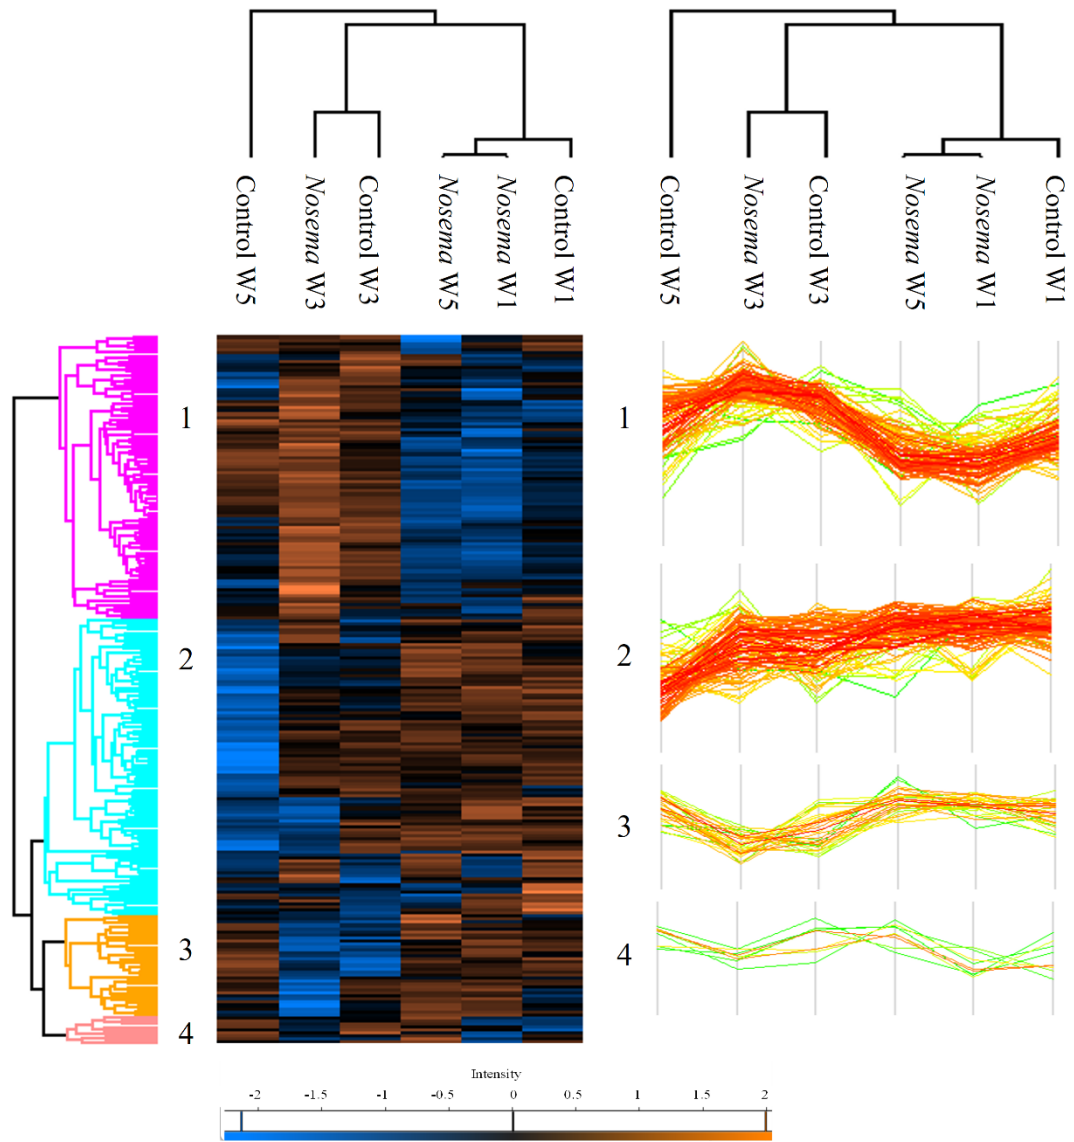 Control W5
Nosema W3
Control W3
Nosema W5
Nosema W1
Control W1
Control W5
Nosema W3
Control W3
Nosema W5
Nosema W1
Control W1
1
2
3
4
1
2
3
4
Intensity
-2 -1.5 -1 -0.5 0 0.5 1 1.5 2